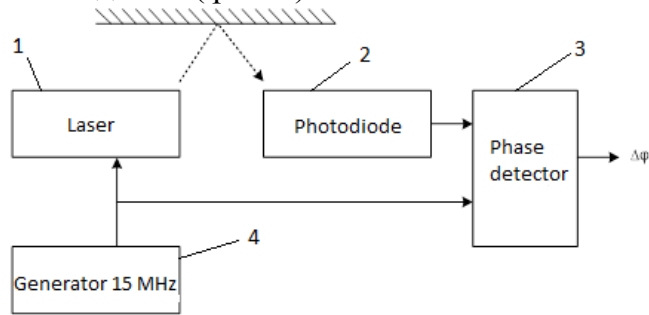 1
2
3
Laser
Photodiode
Phase
detector
Δφ
4
Generator 15 MHz